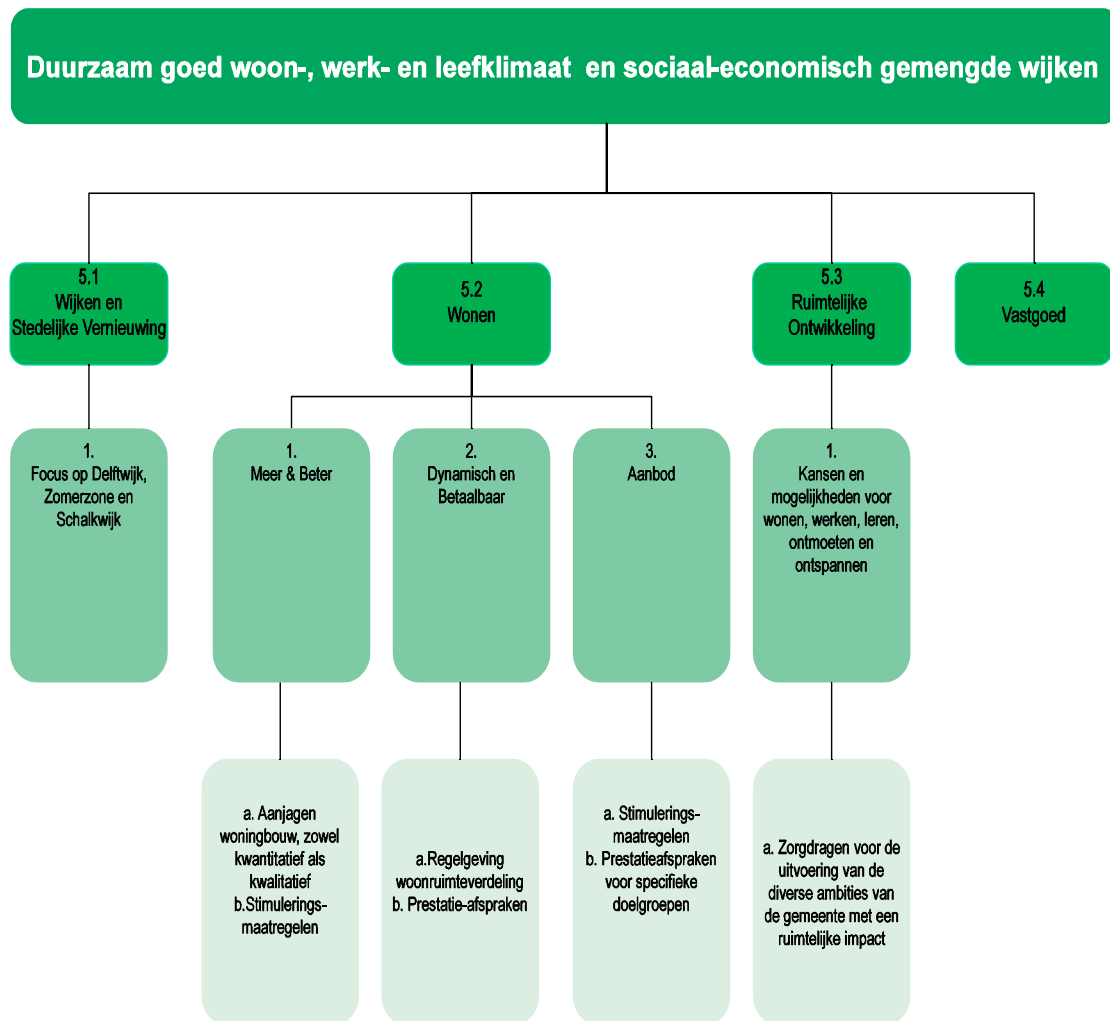 Duurzaam goed woon-, werk- en leefklimaat en sociaal-economisch gemengde wijken
5.1
Wijken en
Stedelijke Vernieuwing
5.2
Wonen
5.3
Ruimtelijke
Ontwikkeling
5.4
Vastgoed
1.
Focus op Delftwijk,
Zomerzone en
Schalkwijk
1.
Meer & Beter
2.
Dynamisch en
Betaalbaar
3.
Aanbod
1.
Kansen en
mogelijkheden voor
wonen, werken, leren,
ontmoeten en
ontspannen
a. Aanjagen
woningbouw, zowel
kwantitatief als
kwalitatief
b.Stimulerings-
maatregelen
a.Regelgeving
woonruimteverdeling
b. Prestatie-afspraken
a. Stimulerings-
maatregelen
b. Prestatieafspraken
voor specifieke
doelgroepen
a. Zorgdragen voor de
uitvoering van de
diverse ambities van
de gemeente met een
ruimtelijke impact